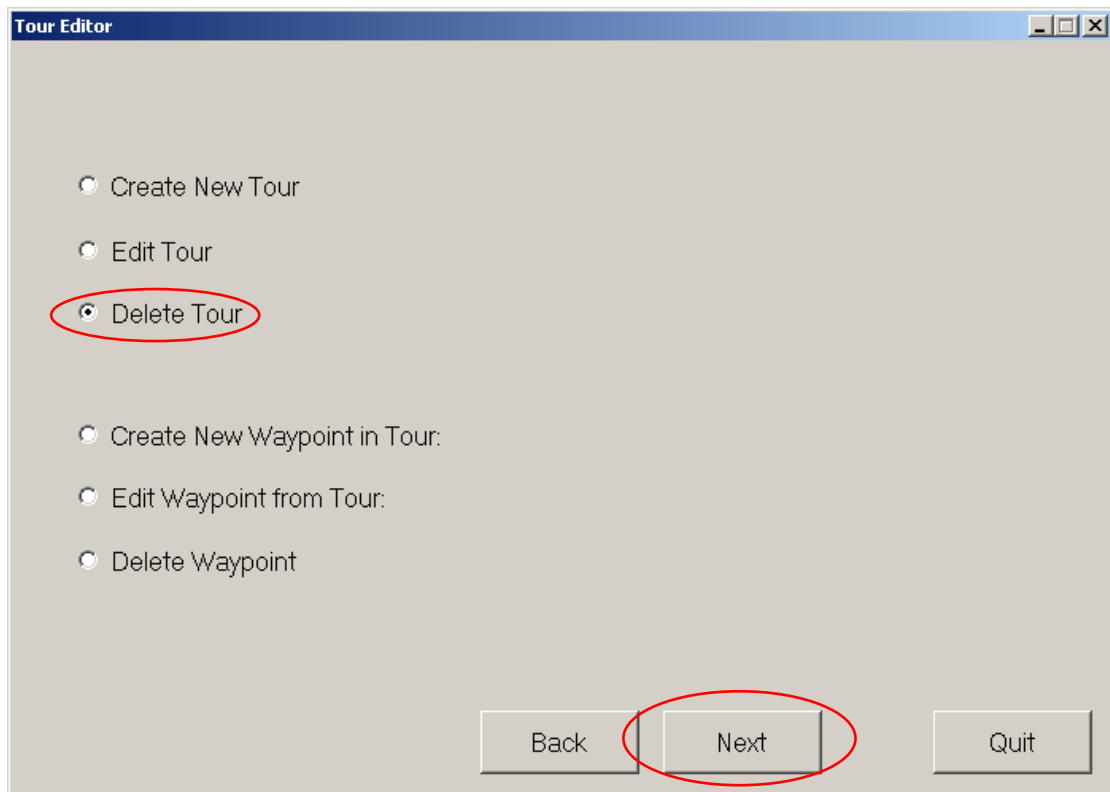 Tour Editor
Create New Tour
Edit Tour
Delete Tour
Create New Waypoint in Tour:
Edit Waypoint from Tour:
Delete Waypoint
Back Next Quit